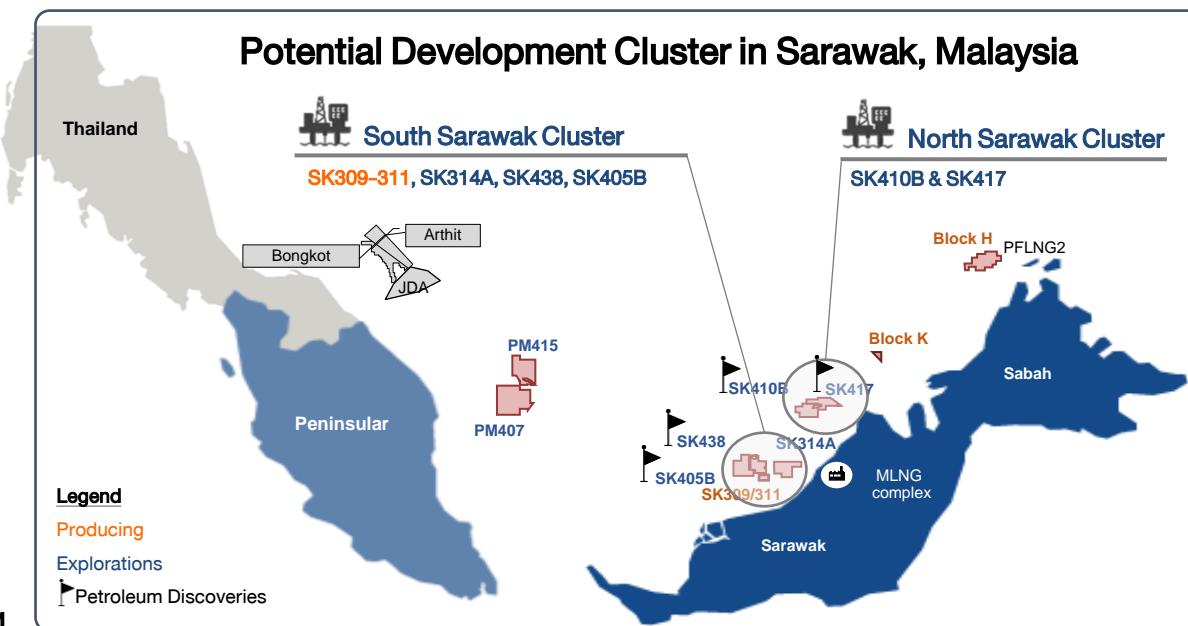 Potential Development Cluster in Sarawak, Malaysia
Thailand
South Sarawak Cluster
SK309-311, SK314A, SK438, SK405B
North Sarawak Cluster
SK410B & SK417
Arthit
Bongkot
JDA
Block H
PFLNG2
PM415
PM407
Peninsular
Block K
Sabah
SK410B
SK417
SK438
SK314A
SK405B
SK309/311
MLNG
complex
Sarawak
Legend
Producing
Explorations
Petroleum Discoveries